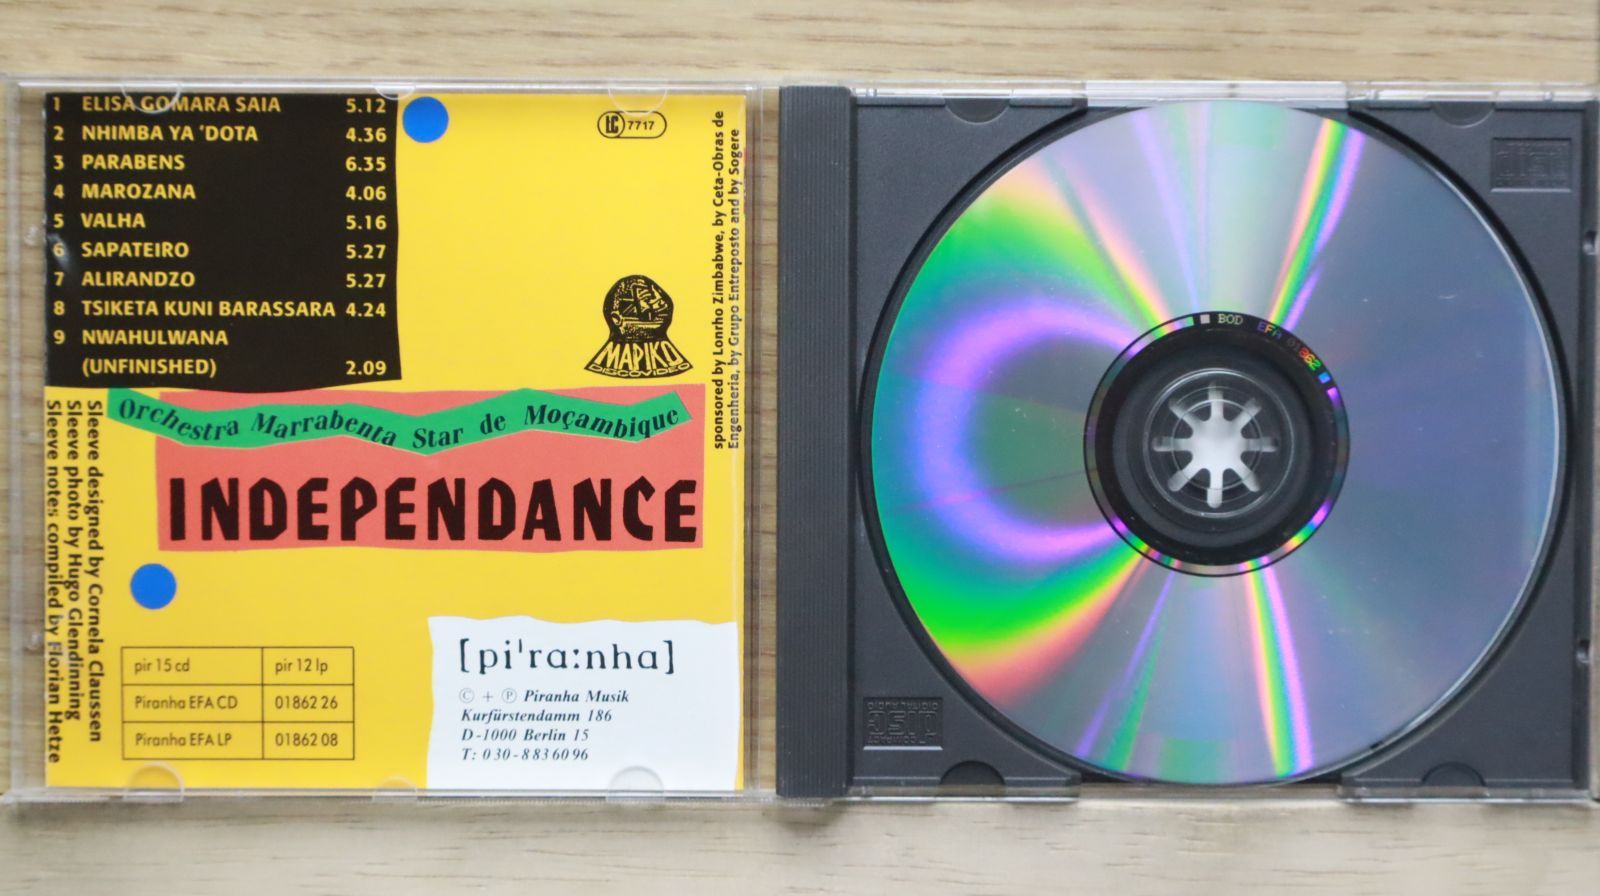 1 ELISA GOMARA SAIA 5.12
2 NHIMBA YA 'DOTA 4.36
3 PARABENS 6.35
4 MAROZANA 4.06
5 VALHA 5.16
6 SAPATEIRO 5.27
7 ALIRANDZO 5.27
8 TSIKETA KUNI BARASSARA 4.24
9 NWAHULWANA
(UNFINISHED) 2.09
LC 7717
MAPIKO
DISCOVIDEO
sponsored by Lonrho Zimbabwe, by Ceta-Obras de
Engenheria, by Grupo Entreposto and by Sogere
Orchestra Marrabenta Star de Moçambique
INDEPENDANCE
Sleeve designed by Cornela Claussen
Sleeve photo by Hugo Glendinning
Sleeve notes compiled by Florian Hetze
pir 15 cd pir 12 lp
Piranha EFA CD 01862 26
Piranha EFA LP 01862 08
[pi'ra:nha]
© + ℗ Piranha Musik
Kurfürstendamm 186
D-1000 Berlin 15
T: 030-8836096
BOD EFA 01862